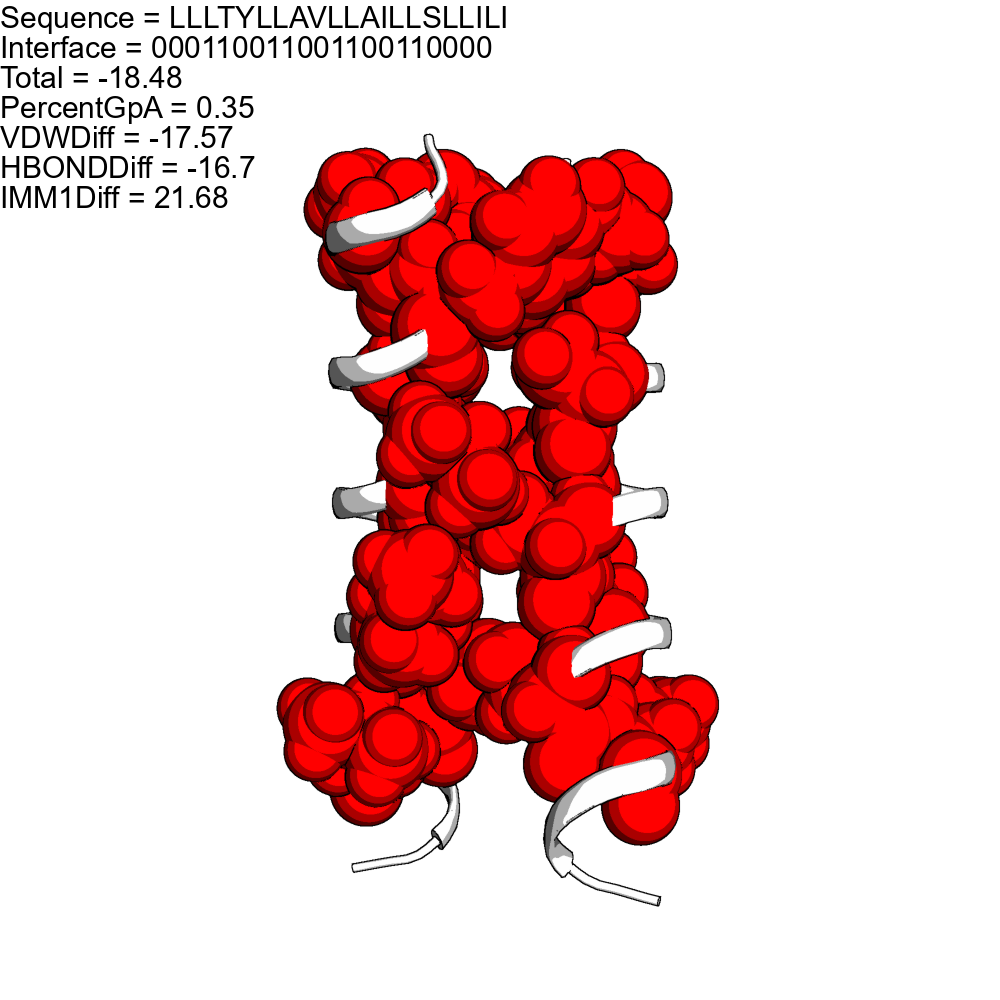 Sequence = LLLTYLLAVLLAILLSLLILI
Interface = 000110011001100110000
Total = -18.48
PercentGpA = 0.35
VDWDiff = -17.57
HBONDDiff = -16.7
IMM1Diff = 21.68